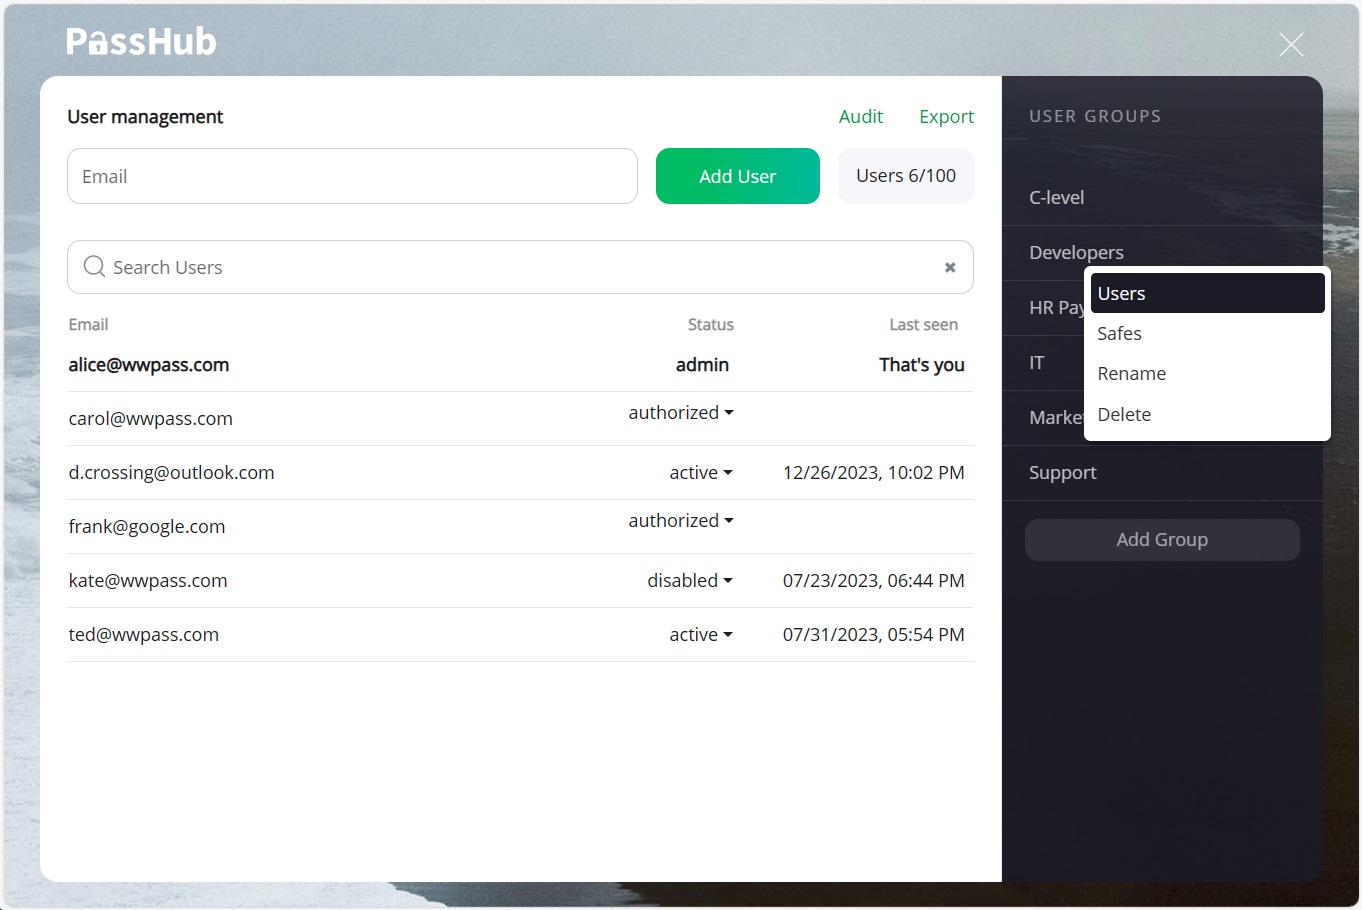 PassHub
User management
Audit
Export
Email
Add User
Users 6/100
Search Users
Email Status Last seen
alice@wwpass.com admin That's you
carol@wwpass.com authorized
d.crossing@outlook.com active 12/26/2023, 10:02 PM
frank@google.com authorized
kate@wwpass.com disabled 07/23/2023, 06:44 PM
ted@wwpass.com active 07/31/2023, 05:54 PM
USER GROUPS
C-level
Developers
HR Pay
IT
Market
Support
Add Group
Users
Safes
Rename
Delete